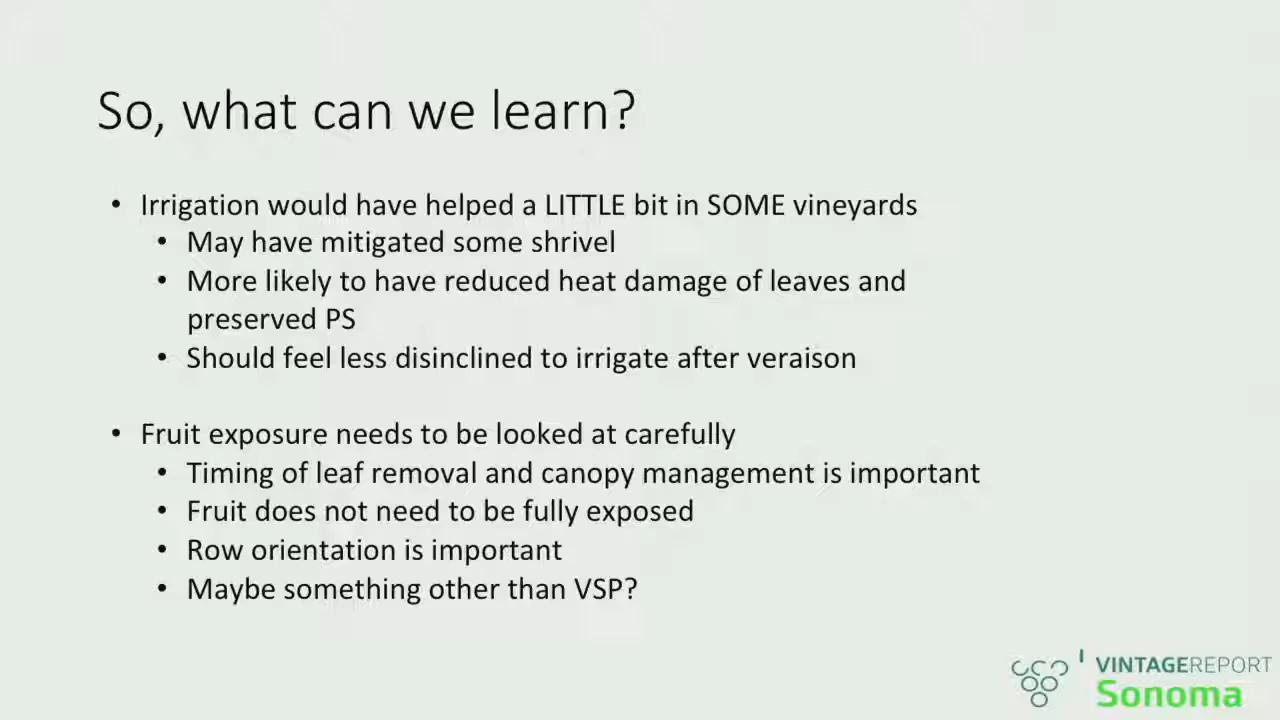 So, what can we learn?
• Irrigation would have helped a LITTLE bit in SOME vineyards
• May have mitigated some shrivel
• More likely to have reduced heat damage of leaves and
preserved PS
• Should feel less disinclined to irrigate after veraison
• Fruit exposure needs to be looked at carefully
• Timing of leaf removal and canopy management is important
• Fruit does not need to be fully exposed
• Row orientation is important
• Maybe something other than VSP?
VINTAGEREPORT
Sonoma